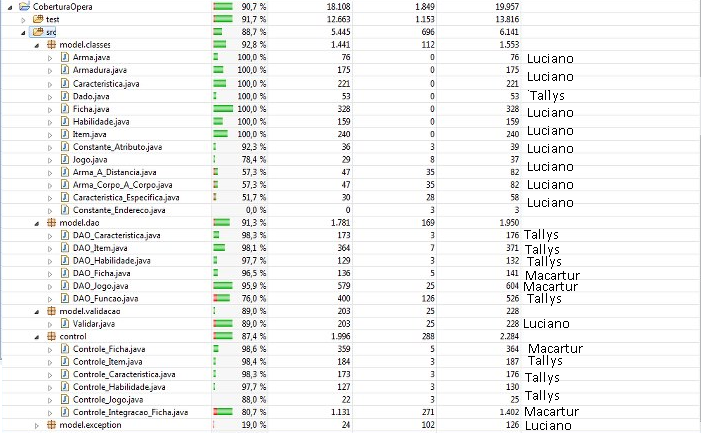 CoberturaOpera 90,7 % 18.108 1.849 19.957
test 91,7 % 12.663 1.153 13.816
src 88,7 % 5.445 696 6.141
model.classes 92,8 % 1.441 112 1.553
Arma.java 100,0 % 76 0 76 Luciano
Armadura.java 100,0 % 175 0 175 Luciano
Caracteristica.java 100,0 % 221 0 221
Dado.java 100,0 % 53 0 53 Tallys
Ficha.java 100,0 % 328 0 328 Luciano
Habilidade.java 100,0 % 159 0 159
Item.java 100,0 % 240 0 240 Luciano
Constante_Atributo.java 92,3 % 36 3 39 Luciano
Jogo.java 78,4 % 29 8 37
Arma_A_Distancia.java 57,3 % 47 35 82 Luciano
Arma_Corpo_A_Corpo.java 57,3 % 47 35 82 Luciano
Caracteristica_Especifica.java 51,7 % 30 28 58 Luciano
Constante_Endereco.java 0,0 % 0 3 3
model.dao 91,3 % 1.781 169 1.950
DAO_Caracteristica.java 98,3 % 173 3 176 Tallys
DAO_Item.java 98,1 % 364 7 371 Tallys
DAO_Habilidade.java 97,7 % 129 3 132 Tallys
DAO_Ficha.java 96,5 % 136 5 141 Macartur
DAO_Jogo.java 95,9 % 579 25 604 Macartur
DAO_Funcao.java 76,0 % 400 126 526 Tallys
model.validacao 89,0 % 203 25 228
Validar.java 89,0 % 203 25 228 Luciano
control 87,4 % 1.996 288 2.284
Controle_Ficha.java 98,6 % 359 5 364 Macartur
Controle_Item.java 98,4 % 184 3 187 Tallys
Controle_Caracteristica.java 98,3 % 173 3 176 Tallys
Controle_Habilidade.java 97,7 % 127 3 130
Controle_Jogo.java 88,0 % 22 3 25 Tallys
Controle_Integracao_Ficha.java 80,7 % 1.131 271 1.402 Macartur
model.exception 19,0 % 24 102 126 Luciano